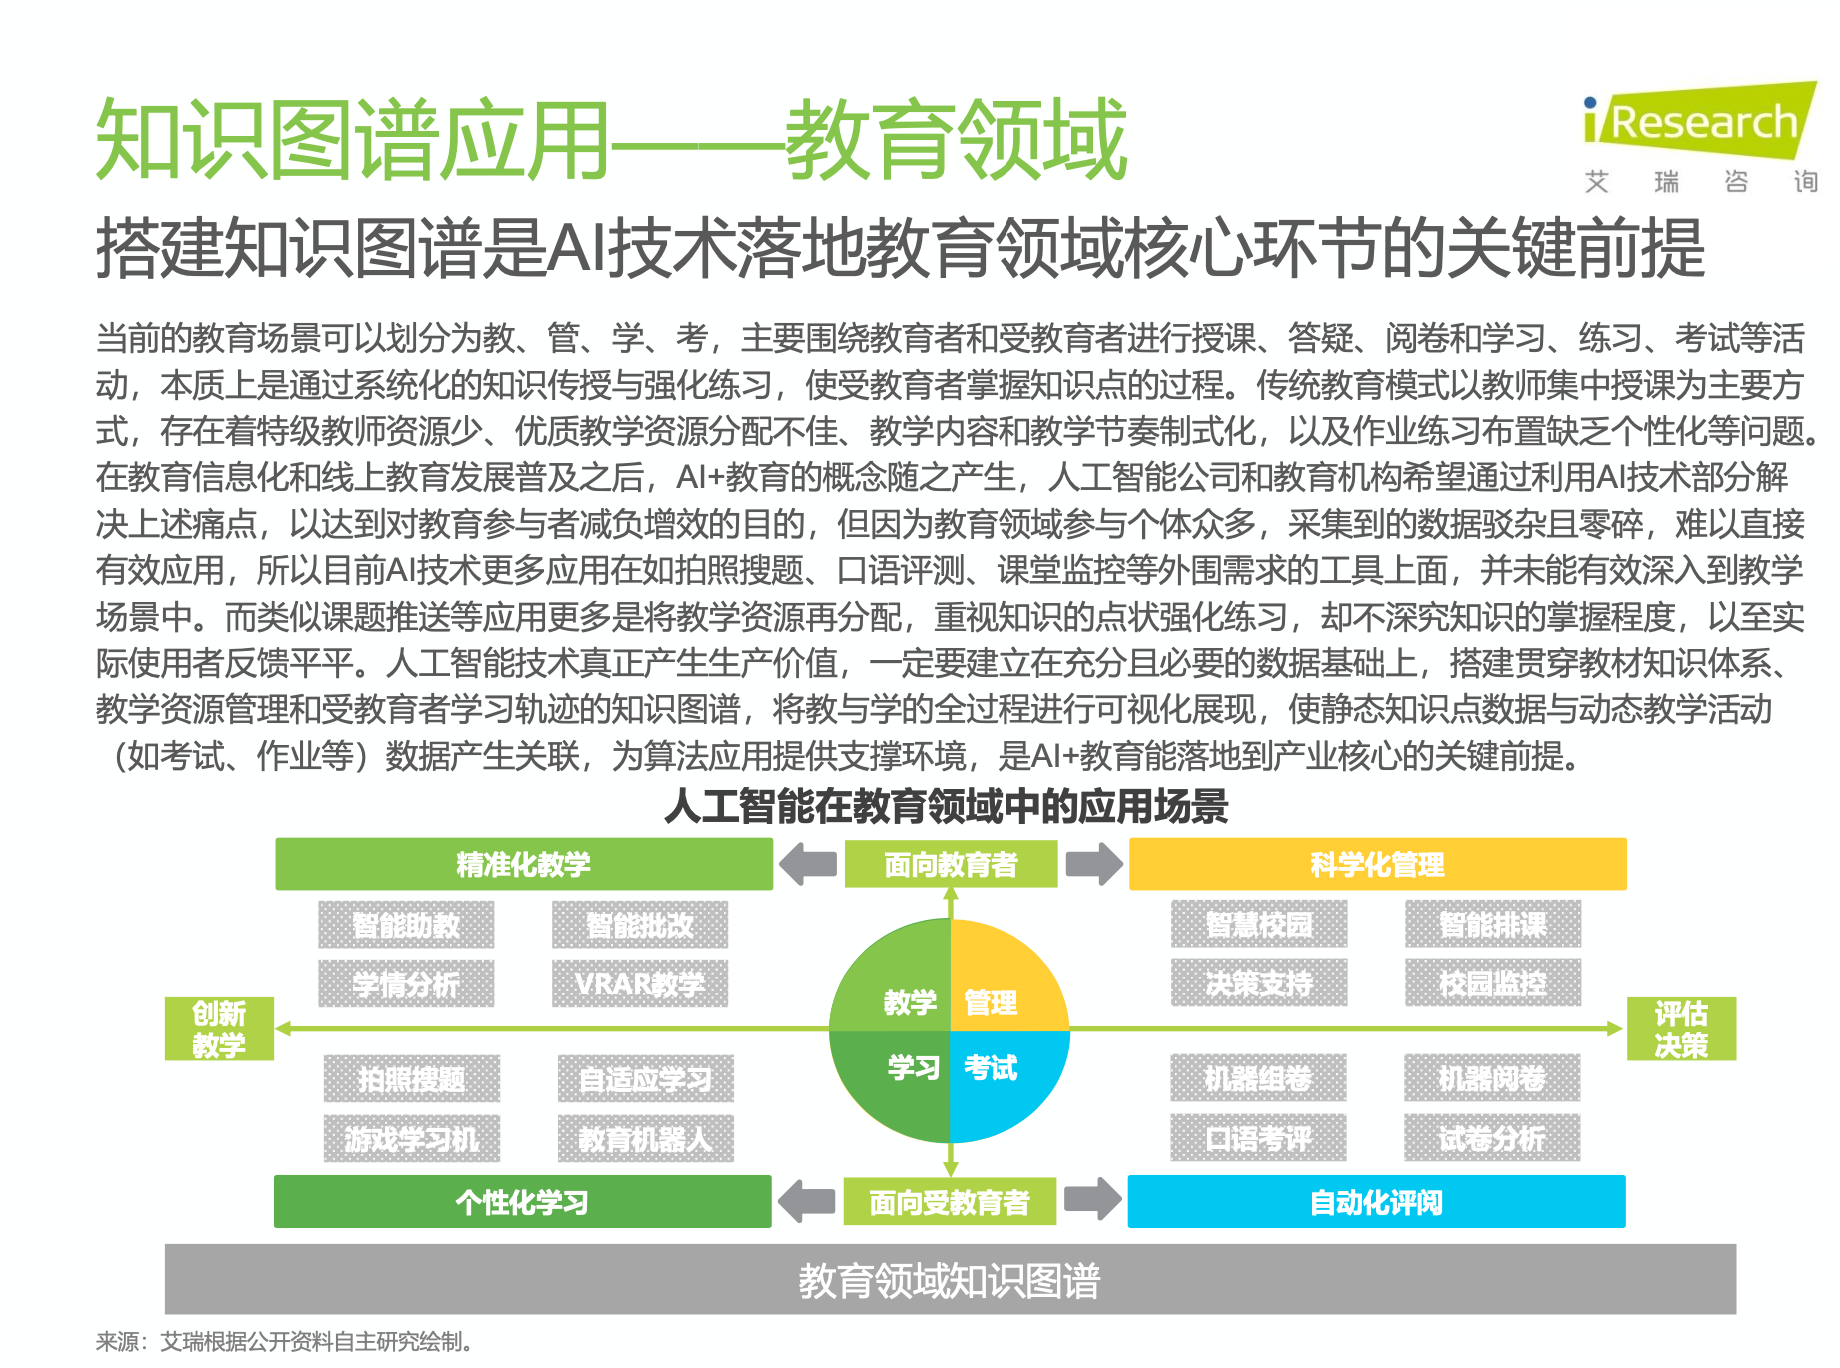 知识图谱应用——教育领域
iResearch
艾瑞咨询
搭建知识图谱是AI技术落地教育领域核心环节的关键前提
当前的教育场景可以划分为教、管、学、考，主要围绕教育者和受教育者进行授课、答疑、阅卷和学习、练习、考试等活
动，本质上是通过系统化的知识传授与强化练习，使受教育者掌握知识点的过程。传统教育模式以教师集中授课为主要方
式，存在着特级教师资源少、优质教学资源分配不佳、教学内容和教学节奏制式化，以及作业练习布置缺乏个性化等问题。
在教育信息化和线上教育发展普及之后，AI+教育的概念随之产生，人工智能公司和教育机构希望通过利用AI技术部分解
决上述痛点，以达到对教育参与者减负增效的目的，但因为教育领域参与个体众多，采集到的数据驳杂且零碎，难以直接
有效应用，所以目前AI技术更多应用在如拍照搜题、口语评测、课堂监控等外围需求的工具上面，并未能有效深入到教学
场景中。而类似课题推送等应用更多是将教学资源再分配，重视知识的点状强化练习，却不深究知识的掌握程度，以至实
际使用者反馈平平。人工智能技术真正产生生产价值，一定要建立在充分且必要的数据基础上，搭建贯穿教材知识体系、
教学资源管理和受教育者学习轨迹的知识图谱，将教与学的全过程进行可视化展现，使静态知识点数据与动态教学活动
（如考试、作业等）数据产生关联，为算法应用提供支撑环境，是AI+教育能落地到产业核心的关键前提。
人工智能在教育领域中的应用场景
精准化教学
面向教育者
科学化管理
智能助教
智能批改
智慧校园
智能排课
学情分析
VRAR教学
决策支持
校园监控
创新
教学
教学
管理
学习
考试
评估
决策
拍照搜题
自适应学习
机器组卷
机器阅卷
游戏学习机
教育机器人
口语考评
试卷分析
个性化学习
面向受教育者
自动化评阅
教育领域知识图谱
来源：艾瑞根据公开资料自主研究绘制。